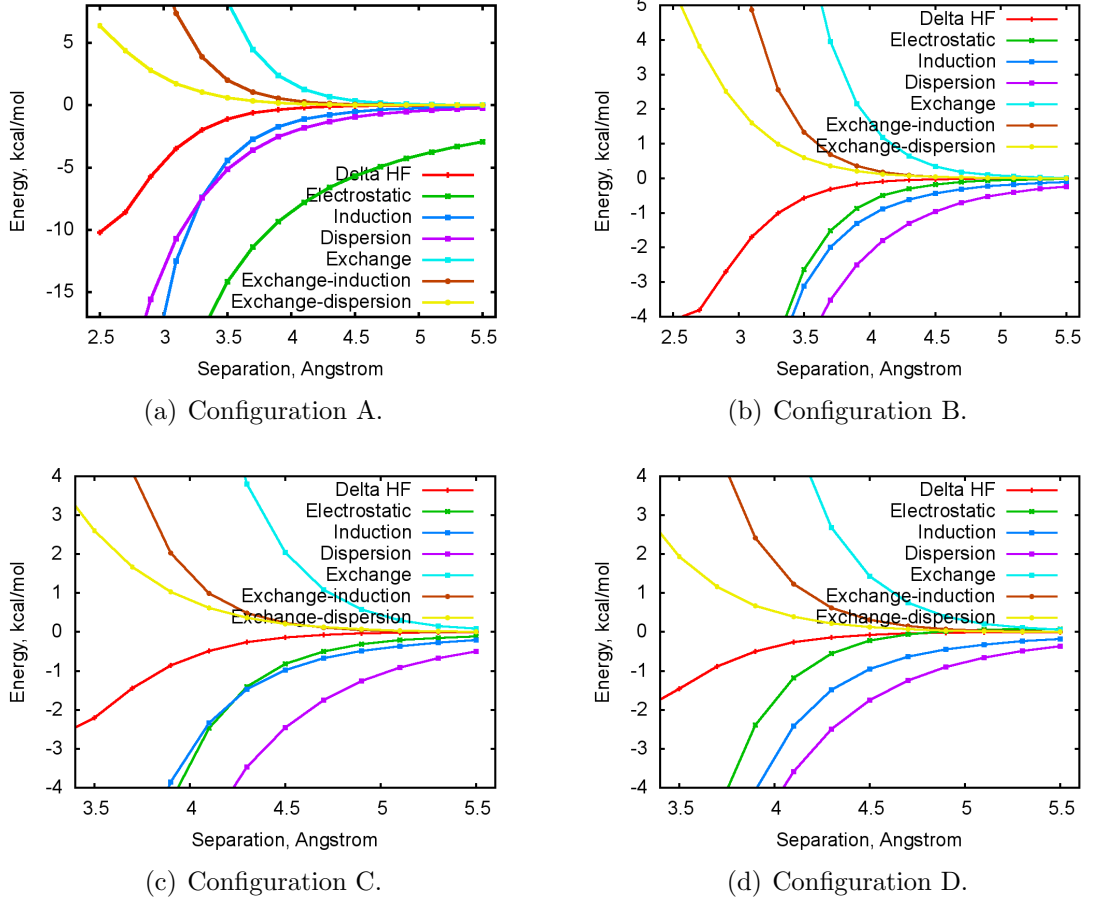 5
0
-5
-10
-15
Energy, kcal/mol
Delta HF
Electrostatic
Induction
Dispersion
Exchange
Exchange-induction
Exchange-dispersion
2.5 3 3.5 4 4.5 5 5.5
Separation, Angstrom
(a) Configuration A.
5
4
3
2
1
0
-1
-2
-3
-4
Energy, kcal/mol
Delta HF
Electrostatic
Induction
Dispersion
Exchange
Exchange-induction
Exchange-dispersion
2.5 3 3.5 4 4.5 5 5.5
Separation, Angstrom
(b) Configuration B.
4
3
2
1
0
-1
-2
-3
-4
Energy, kcal/mol
Delta HF
Electrostatic
Induction
Dispersion
Exchange
Exchange-induction
Exchange-dispersion
3.5 4 4.5 5 5.5
Separation, Angstrom
(c) Configuration C.
4
3
2
1
0
-1
-2
-3
-4
Energy, kcal/mol
Delta HF
Electrostatic
Induction
Dispersion
Exchange
Exchange-induction
Exchange-dispersion
3.5 4 4.5 5 5.5
Separation, Angstrom
(d) Configuration D.